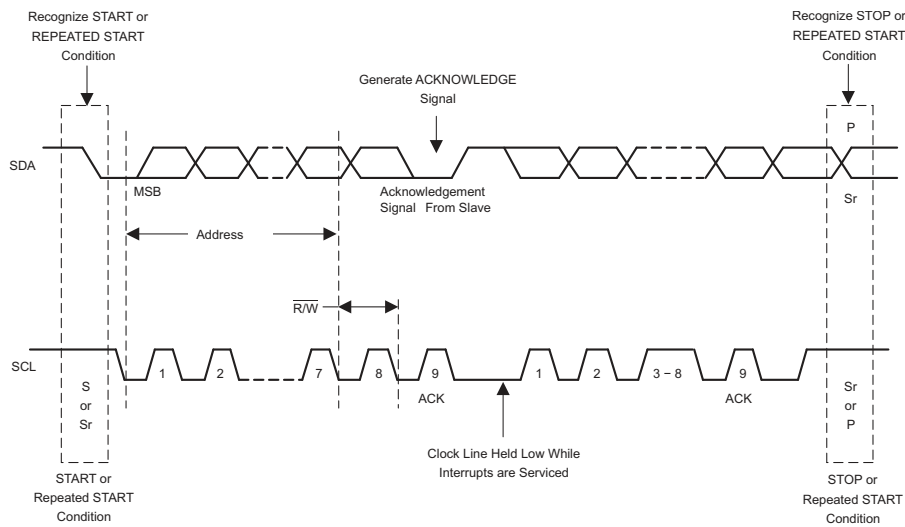 Recognize START or
REPEATED START
Condition
Recognize STOP or
REPEATED START
Condition
Generate ACKNOWLEDGE
Signal
P
SDA
MSB
Acknowledgement
Signal From Slave
Sr
Address
R/W
SCL
1
2
7
8
9
1
2
3 – 8
9
ACK
ACK
S
or
Sr
Sr
or
P
Clock Line Held Low While
Interrupts are Serviced
START or
Repeated START
Condition
STOP or
Repeated START
Condition